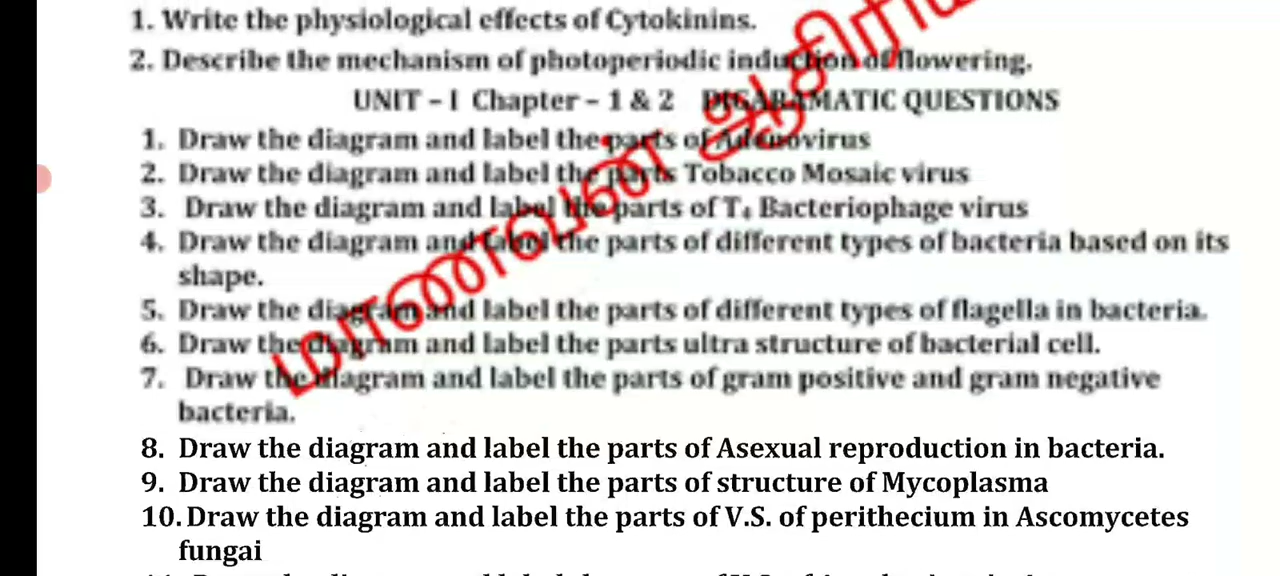 1. Write the physiological effects of Cytokinins.
2. Describe the mechanism of photoperiodic induction of flowering.
UNIT – I Chapter – 1 & 2 QUESTIONS
1. Draw the diagram and label the parts of Adenovirus
2. Draw the diagram and label the parts Tobacco Mosaic virus
3. Draw the diagram and label the parts of T₄ Bacteriophage virus
4. Draw the diagram and label the parts of different types of bacteria based on its
shape.
5. Draw the diagram and label the parts of different types of flagella in bacteria.
6. Draw the diagram and label the parts ultra structure of bacterial cell.
7. Draw the diagram and label the parts of gram positive and gram negative
bacteria.
8. Draw the diagram and label the parts of Asexual reproduction in bacteria.
9. Draw the diagram and label the parts of structure of Mycoplasma
10. Draw the diagram and label the parts of V.S. of perithecium in Ascomycetes
fungai